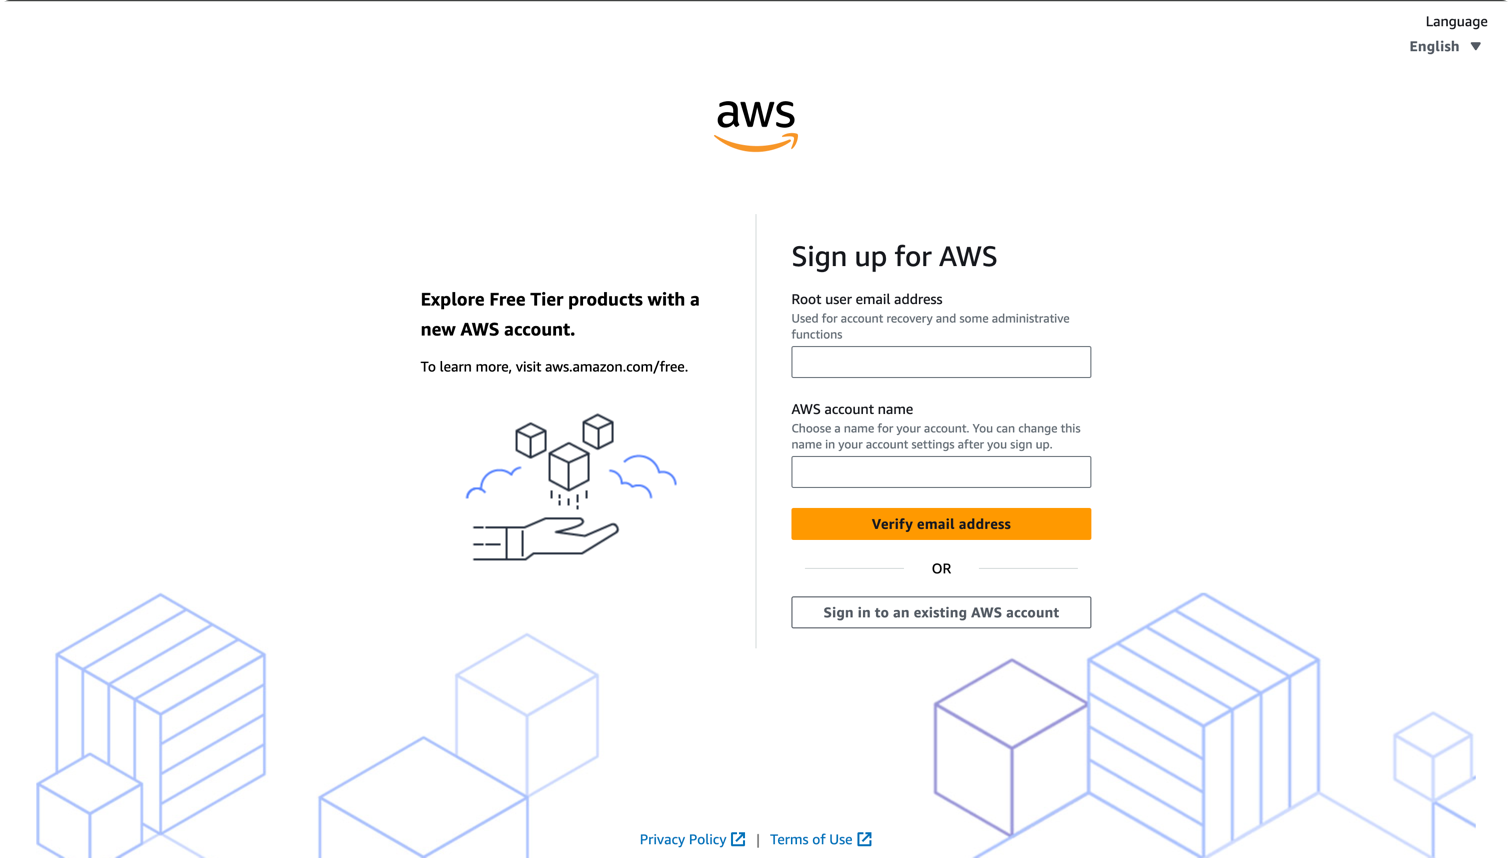 Language
English
aws
Explore Free Tier products with a
new AWS account.
To learn more, visit aws.amazon.com/free.
Sign up for AWS
Root user email address
Used for account recovery and some administrative
functions
AWS account name
Choose a name for your account. You can change this
name in your account settings after you sign up.
Verify email address
OR
Sign in to an existing AWS account
Privacy Policy | Terms of Use